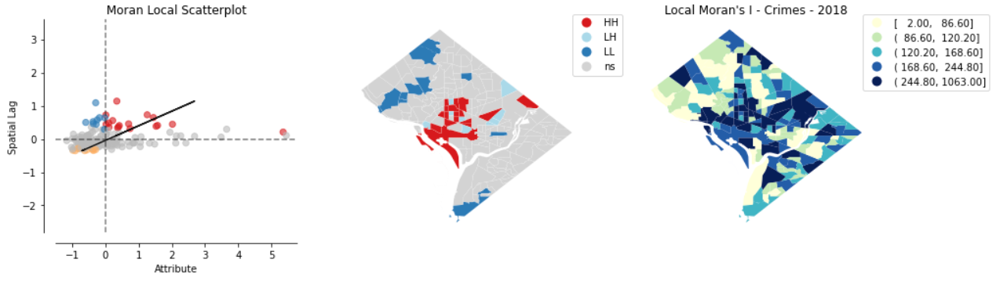 Moran Local Scatterplot
3
2
1
0
−1
−2
Spatial Lag
−1 0 1 2 3 4 5
Attribute
HH
LH
LL
ns
Local Moran's I - Crimes - 2018
[ 2.00, 86.60]
( 86.60, 120.20]
( 120.20, 168.60]
( 168.60, 244.80]
( 244.80, 1063.00]